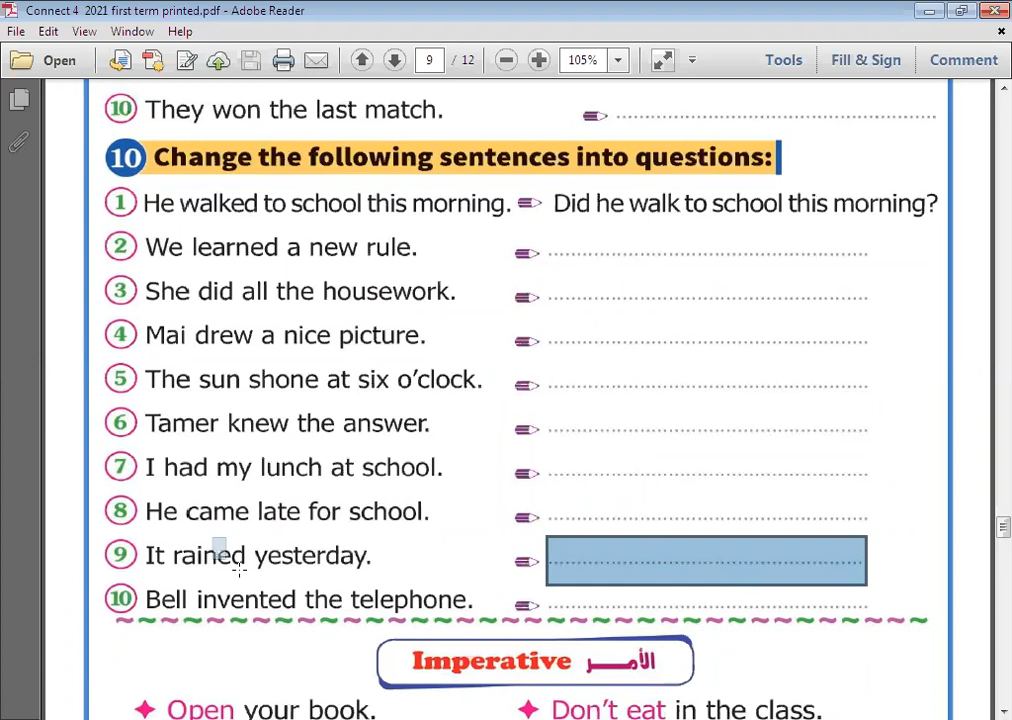 Connect 4 2021 first term printed.pdf - Adobe Reader
File Edit View Window Help
Open 9 / 12 105% Tools Fill & Sign Comment
10 They won the last match. ........................
10 Change the following sentences into questions:
1 He walked to school this morning. Did he walk to school this morning?
2 We learned a new rule. ........................
3 She did all the housework. ........................
4 Mai drew a nice picture. ........................
5 The sun shone at six o'clock. ........................
6 Tamer knew the answer. ........................
7 I had my lunch at school. ........................
8 He came late for school. ........................
9 It rained yesterday. ........................
10 Bell invented the telephone. ........................
Imperative الأمـــر
Open your book. Don't eat in the class.